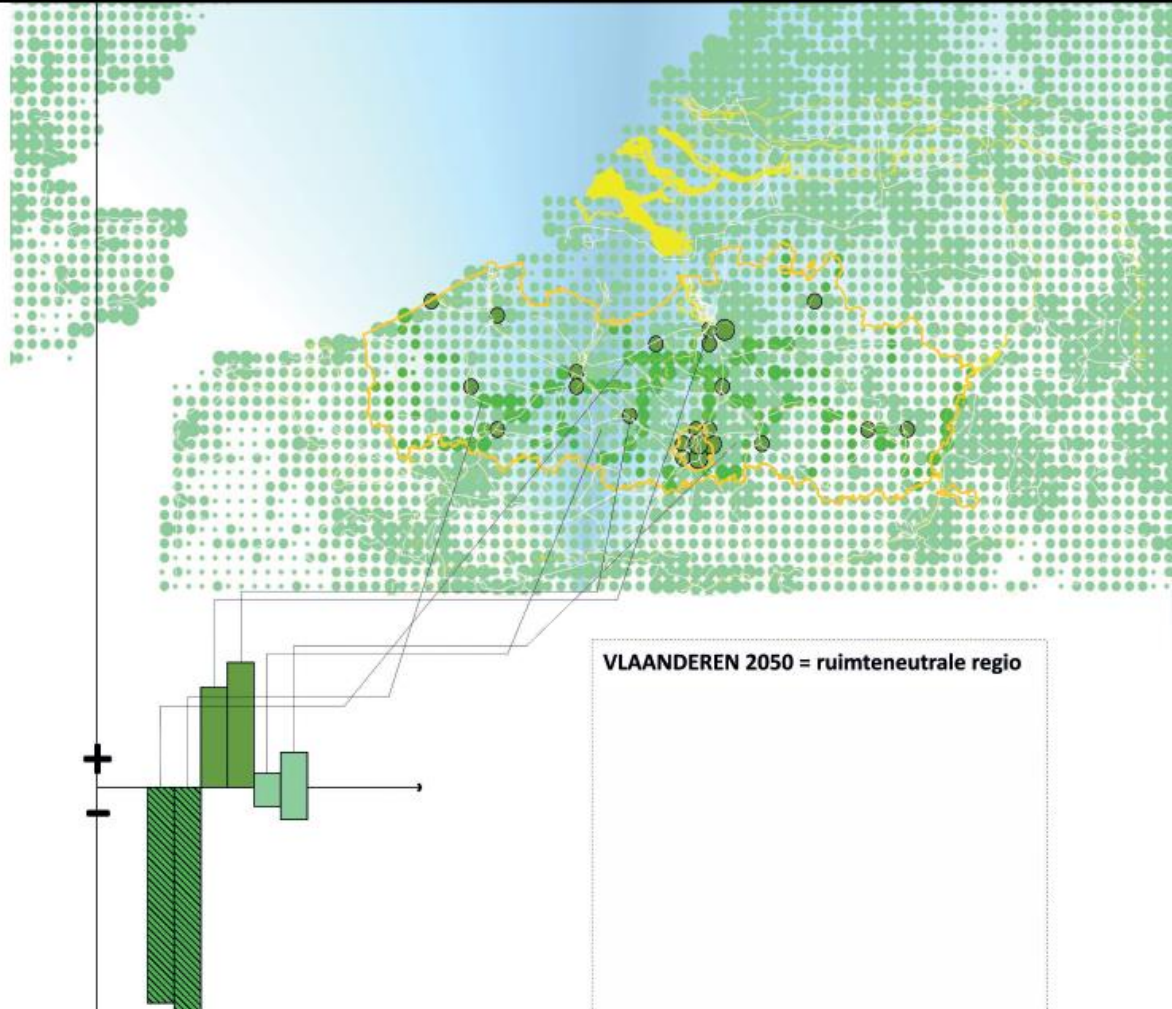 VLAANDEREN 2050 = ruimteneutrale regio
+
−